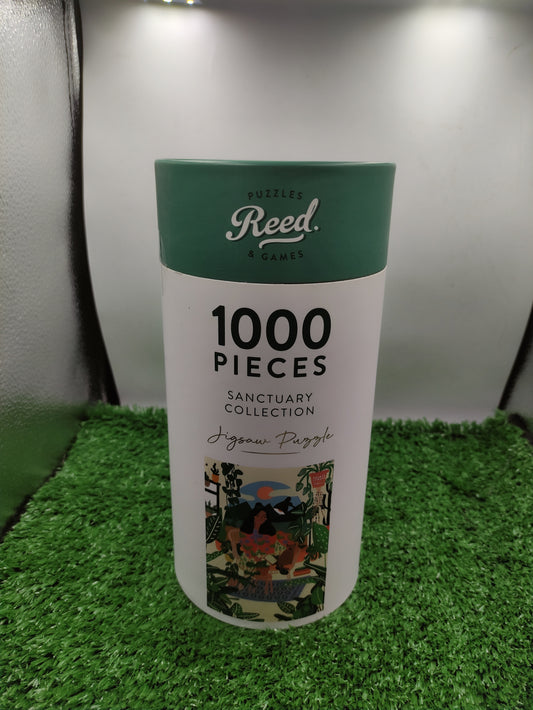 PUZZLES
Reed.
& GAMES
1000
PIECES
SANCTUARY
COLLECTION
Jigsaw Puzzle